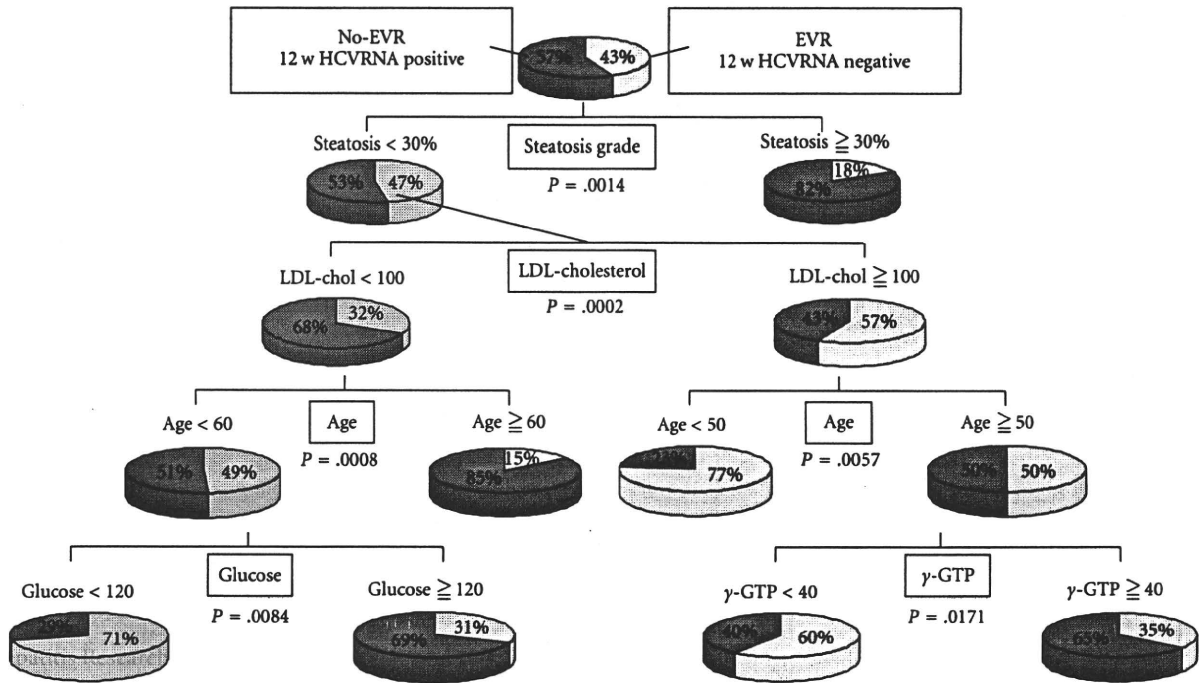 No-EVR
12 w HCVRNA positive
57%
43%
EVR
12 w HCVRNA negative
Steatosis < 30%
Steatosis grade
Steatosis ≧ 30%
53%
47%
P = .0014
18%
82%
LDL-chol < 100
LDL-cholesterol
LDL-chol ≧ 100
32%
68%
P = .0002
43%
57%
Age < 60
Age
Age ≧ 60
Age < 50
Age
Age ≧ 50
51%
49%
P = .0008
15%
85%
23%
77%
P = .0057
50%
50%
Glucose < 120
Glucose
Glucose ≧ 120
γ-GTP < 40
γ-GTP
γ-GTP ≧ 40
29%
71%
P = .0084
31%
69%
40%
60%
P = .0171
35%
65%